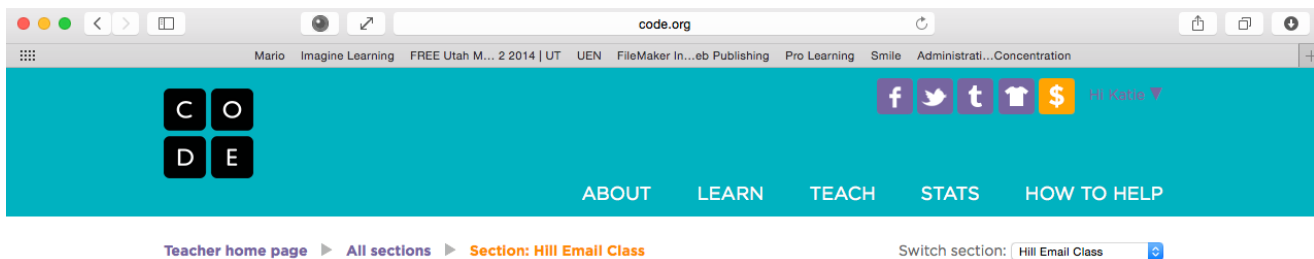 code.org
Mario Imagine Learning FREE Utah M... 2 2014 | UT UEN FileMaker In...eb Publishing Pro Learning Smile Administrati...Concentration
C O
D E
f t $ Hi Katie ▼
ABOUT LEARN TEACH STATS HOW TO HELP
Teacher home page ▶ All sections ▶ Section: Hill Email Class Switch section: Hill Email Class